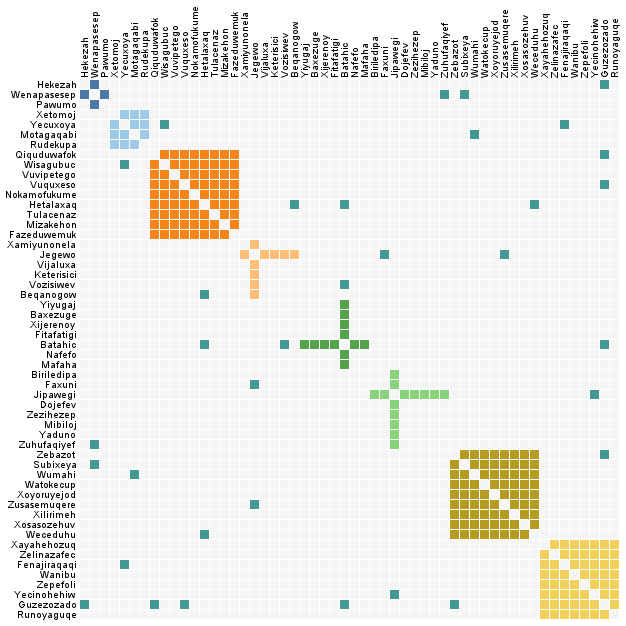 Hekezah
Wenapasesep
Pawumo
Xetomoj
Yecuxoya
Motagaqabi
Rudekupa
Qiquduwafok
Wisagubuc
Vuvipetego
Vuquxeso
Nokamofukume
Hetalaxaq
Tulacenaz
Mizakehon
Fazeduwemuk
Xamiyunonela
Jegewo
Vijaluxa
Keterisici
Vozisiwev
Beqanogow
Yiyugaj
Baxezuge
Xijerenoy
Fitafatigi
Batahic
Nafefo
Mafaha
Biriledipa
Faxuni
Jipawegi
Dojefev
Zezihezep
Mibiloj
Yaduno
Zuhufaqiyef
Zebazot
Subixeya
Wumahi
Watokecup
Xoyoruyejod
Zusasemuqere
Xilirimeh
Xosasozehuv
Weceduhu
Xayahehozuq
Zelinazafec
Fenajiraqaqi
Wanibu
Zepefoli
Yecinohehiw
Guzezozado
Runoyaguqe
Hekezah
Wenapasesep
Pawumo
Xetomoj
Yecuxoya
Motagaqabi
Rudekupa
Qiquduwafok
Wisagubuc
Vuvipetego
Vuquxeso
Nokamofukume
Hetalaxaq
Tulacenaz
Mizakehon
Fazeduwemuk
Xamiyunonela
Jegewo
Vijaluxa
Keterisici
Vozisiwev
Beqanogow
Yiyugaj
Baxezuge
Xijerenoy
Fitafatigi
Batahic
Nafefo
Mafaha
Biriledipa
Faxuni
Jipawegi
Dojefev
Zezihezep
Mibiloj
Yaduno
Zuhufaqiyef
Zebazot
Subixeya
Wumahi
Watokecup
Xoyoruyejod
Zusasemuqere
Xilirimeh
Xosasozehuv
Weceduhu
Xayahehozuq
Zelinazafec
Fenajiraqaqi
Wanibu
Zepefoli
Yecinohehiw
Guzezozado
Runoyaguqe